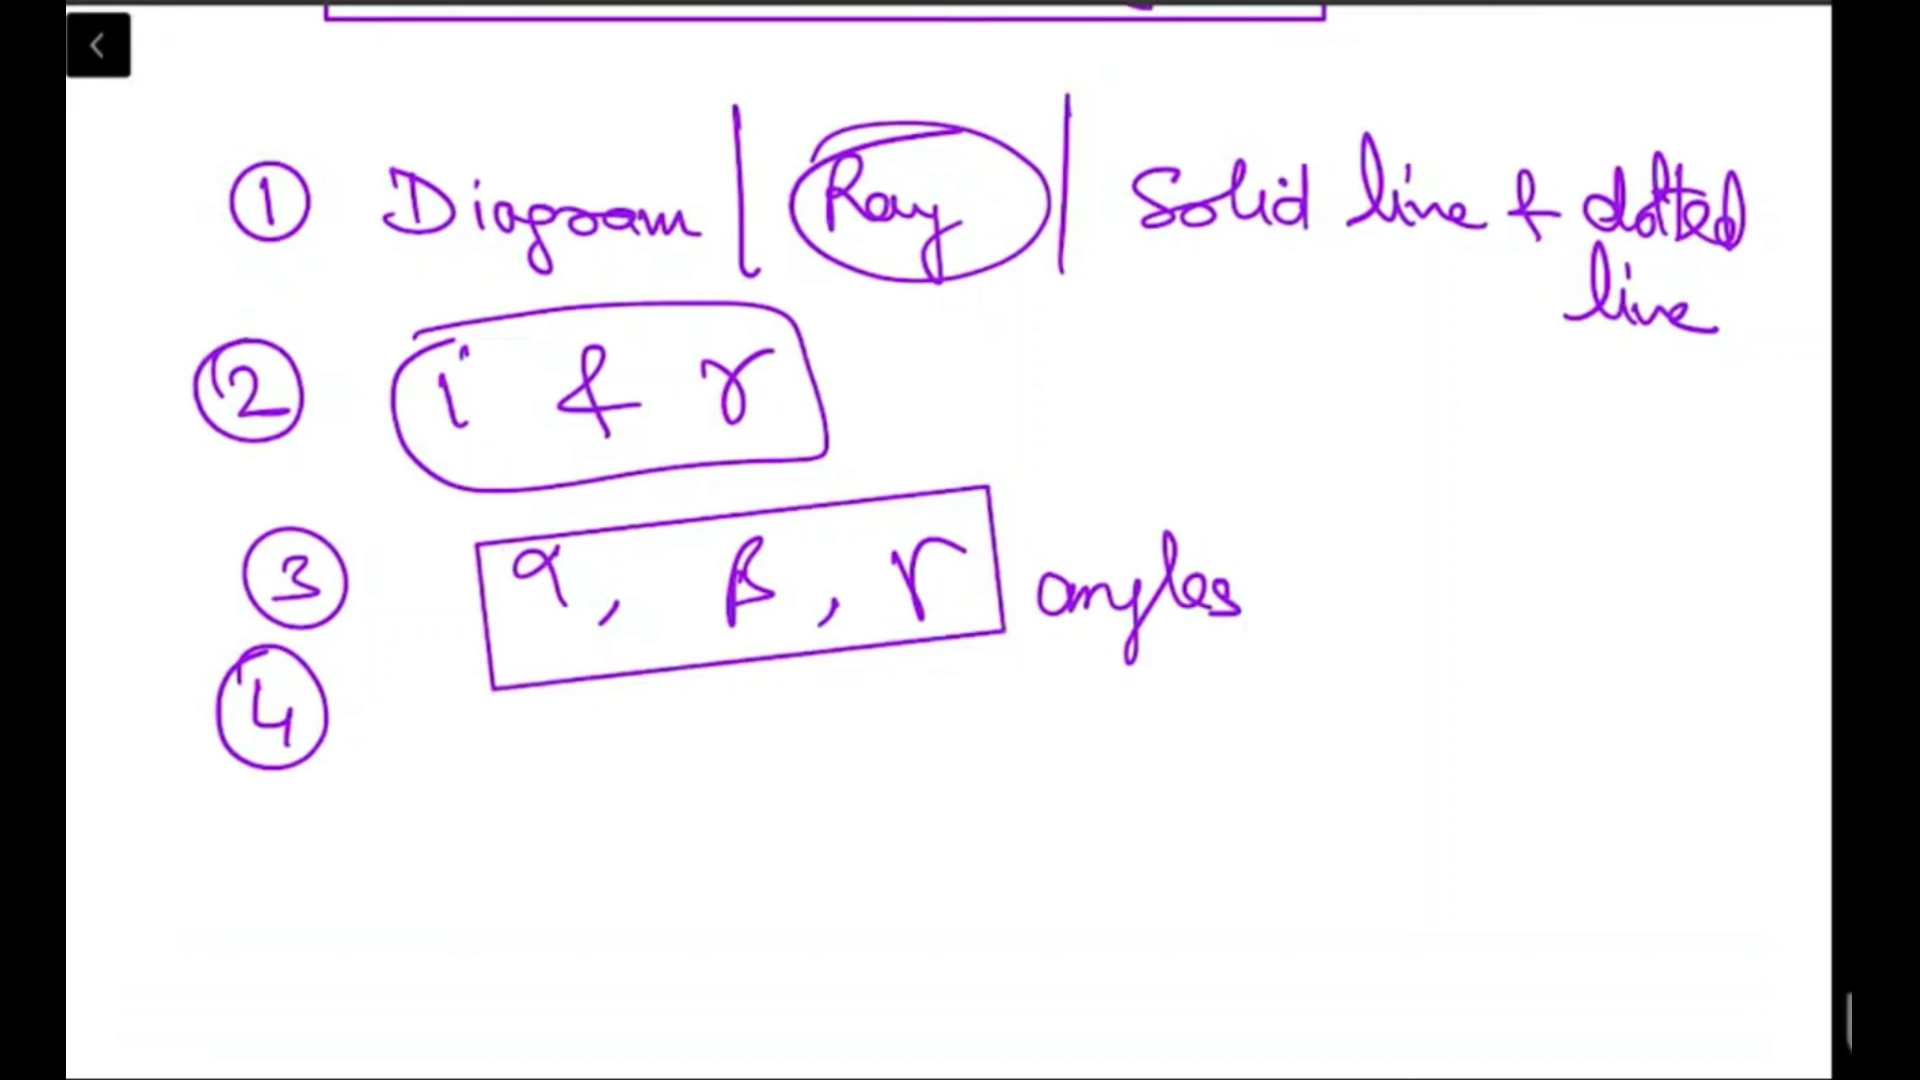 ① Diagram | Ray | Solid line & dotted
line
② i & r
③ α, β, γ angles
④